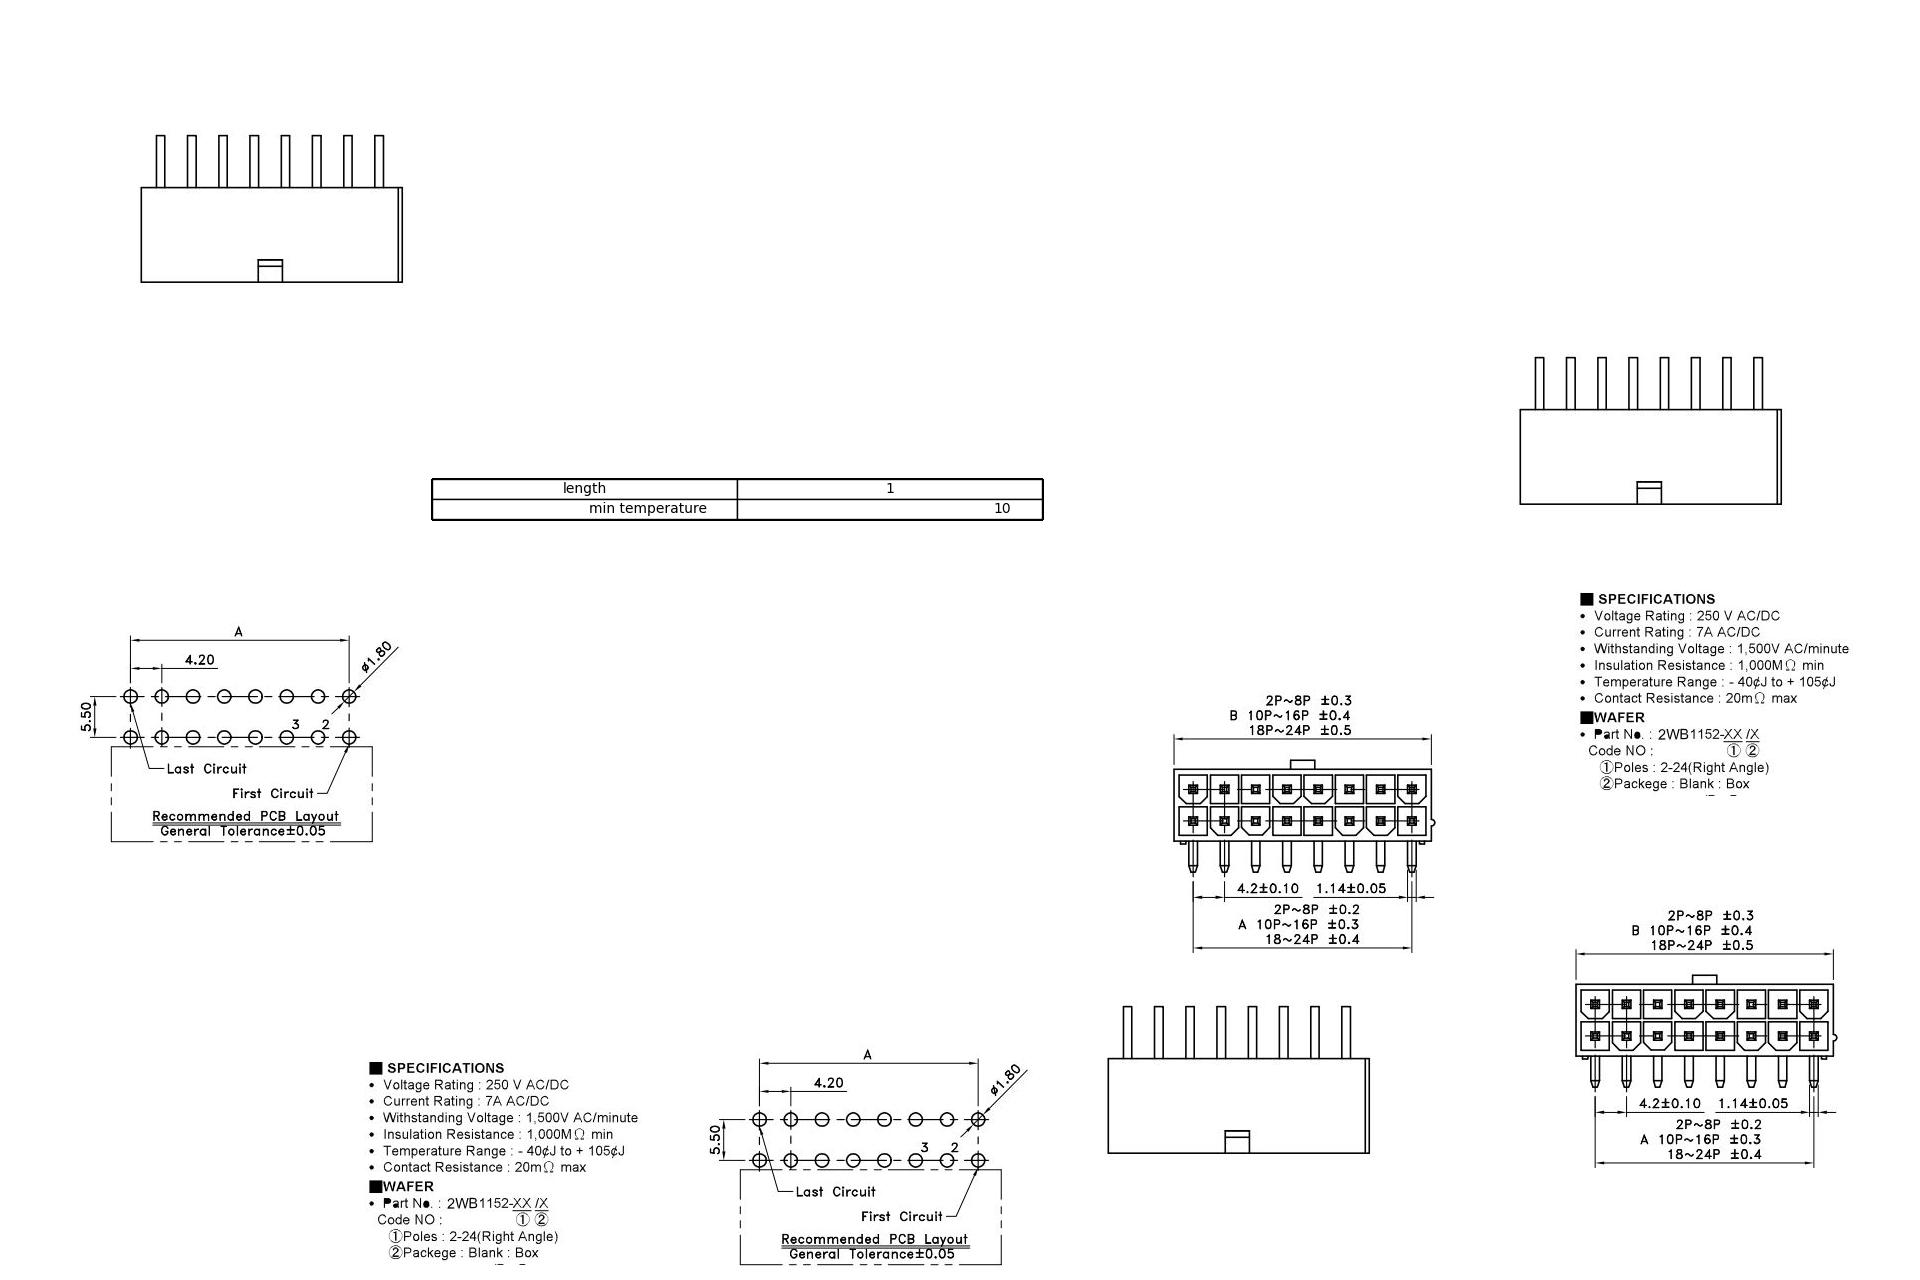 length 1
min temperature 10
A
4.20
ø1.80
5.50
3 2
Last Circuit
First Circuit
Recommended PCB Layout
General Tolerance±0.05
■ SPECIFICATIONS
• Voltage Rating : 250 V AC/DC
• Current Rating : 7A AC/DC
• Withstanding Voltage : 1,500V AC/minute
• Insulation Resistance : 1,000MΩ min
• Temperature Range : - 40¢J to + 105¢J
• Contact Resistance : 20mΩ max
■WAFER
• Part No. : 2WB1152-XX /X
Code NO : ① ②
①Poles : 2-24(Right Angle)
②Packege : Blank : Box
2P~8P ±0.3
B 10P~16P ±0.4
18P~24P ±0.5
4.2±0.10 1.14±0.05
2P~8P ±0.2
A 10P~16P ±0.3
18~24P ±0.4
2P~8P ±0.3
B 10P~16P ±0.4
18P~24P ±0.5
4.2±0.10 1.14±0.05
2P~8P ±0.2
A 10P~16P ±0.3
18~24P ±0.4
■ SPECIFICATIONS
• Voltage Rating : 250 V AC/DC
• Current Rating : 7A AC/DC
• Withstanding Voltage : 1,500V AC/minute
• Insulation Resistance : 1,000MΩ min
• Temperature Range : - 40¢J to + 105¢J
• Contact Resistance : 20mΩ max
■WAFER
• Part No. : 2WB1152-XX /X
Code NO : ① ②
①Poles : 2-24(Right Angle)
②Packege : Blank : Box
A
4.20
ø1.80
5.50
3 2
Last Circuit
First Circuit
Recommended PCB Layout
General Tolerance±0.05